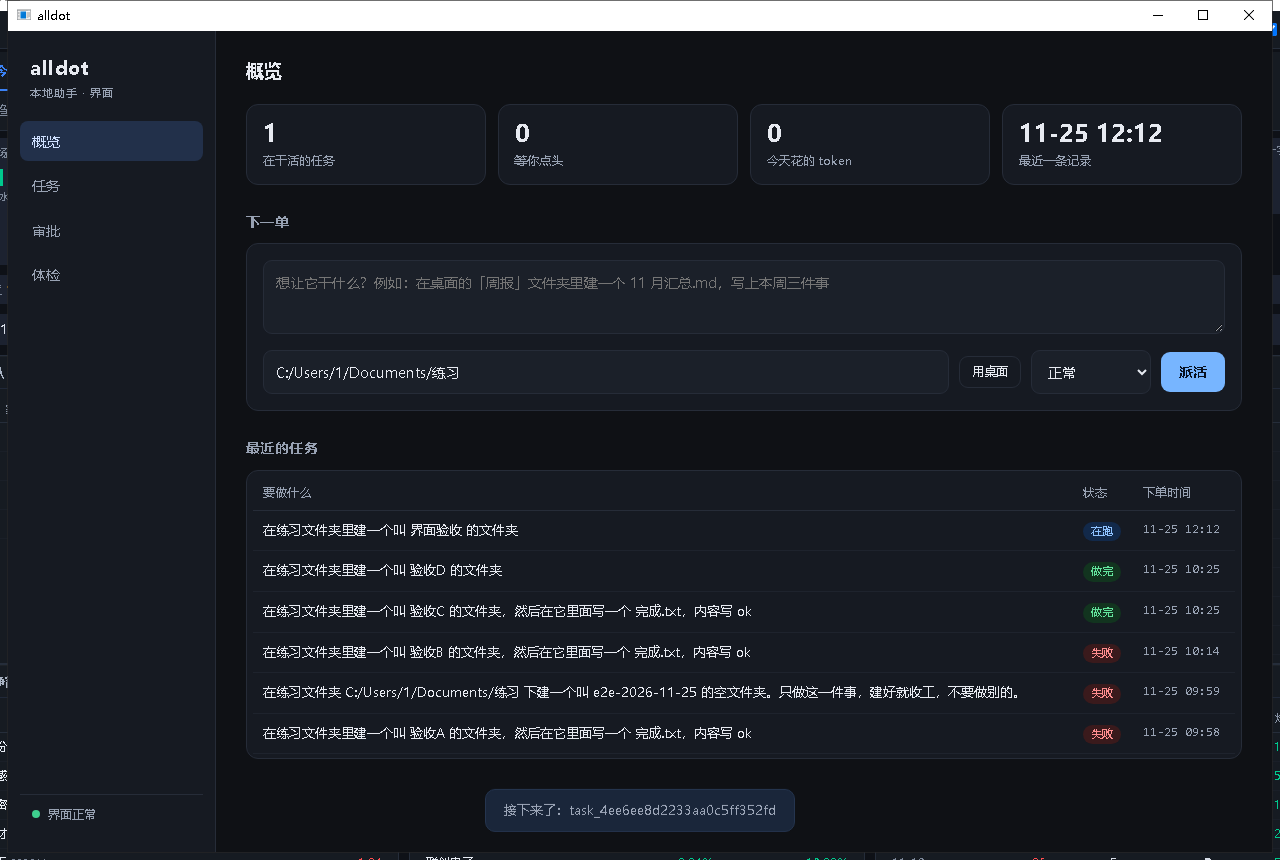 alldot
alldot
本地助手 · 界面
概览
任务
审批
体检
界面正常
概览
1
在干活的任务
0
等你点头
0
今天花的 token
11-25 12:12
最近一条记录
下一单
想让它干什么？例如：在桌面的「周报」文件夹里建一个 11 月汇总.md，写上本周三件事
C:/Users/1/Documents/练习
用桌面
正常
派活
最近的任务
要做什么 状态 下单时间
在练习文件夹里建一个叫 界面验收 的文件夹 在跑 11-25 12:12
在练习文件夹里建一个叫 验收D 的文件夹 做完 11-25 10:25
在练习文件夹里建一个叫 验收C 的文件夹，然后在它里面写一个 完成.txt，内容写 ok 做完 11-25 10:25
在练习文件夹里建一个叫 验收B 的文件夹，然后在它里面写一个 完成.txt，内容写 ok 失败 11-25 10:14
在练习文件夹 C:/Users/1/Documents/练习 下建一个叫 e2e-2026-11-25 的空文件夹。只做这一件事，建好就收工，不要做别的。 失败 11-25 09:59
在练习文件夹里建一个叫 验收A 的文件夹，然后在它里面写一个 完成.txt，内容写 ok 失败 11-25 09:58
接下来了：task_4ee6ee8d2233aa0c5ff352fd